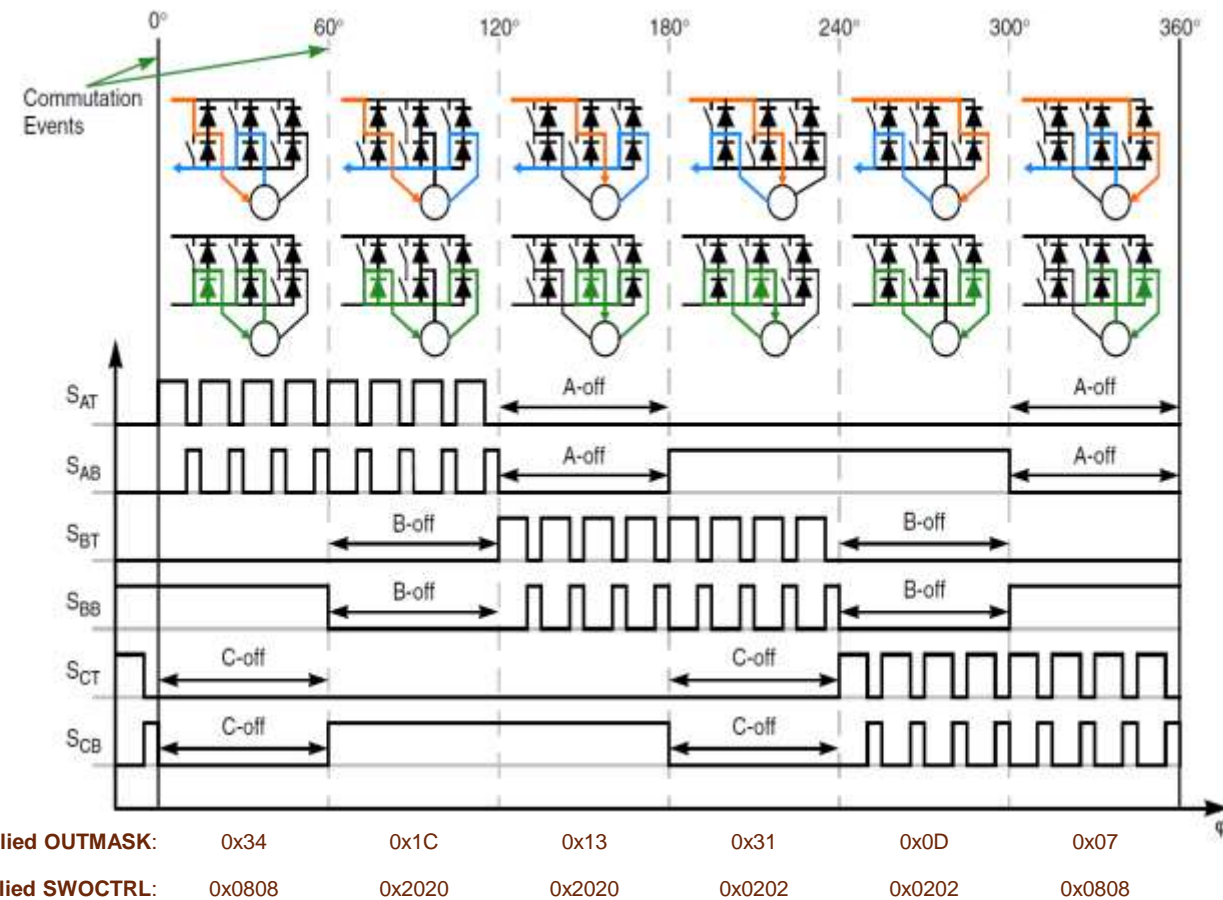 0° 60° 120° 180° 240° 300° 360°
Commutation
Events
SAT A-off A-off
SAB A-off A-off
SBT B-off B-off
SBB B-off B-off
SCT C-off C-off
SCB C-off C-off
φ
lied OUTMASK: 0x34 0x1C 0x13 0x31 0x0D 0x07
lied SWOCTRL: 0x0808 0x2020 0x2020 0x0202 0x0202 0x0808